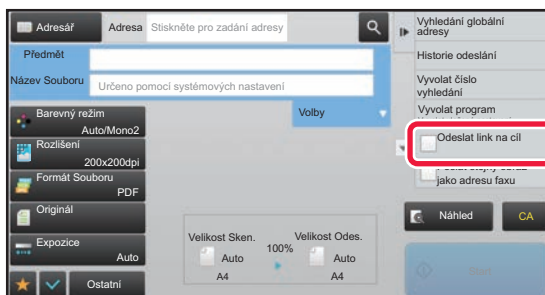 Adresář
Adresa
Stiskněte pro zadání adresy
Předmět
Název Souboru
Určeno pomocí systémových nastavení
Volby
Barevný režim
Auto/Mono2
Rozlišení
200x200dpi
Formát Souboru
PDF
Originál
Expozice
Auto
Ostatní
Velikost Sken.
Auto
A4
100%
Velikost Odes.
Auto
A4
Vyhledání globální
adresy
Historie odeslání
Vyvolat číslo
vyhledání
Vyvolat program
Odeslat link na cíl
jako adresu faxu
Náhled
CA
Start